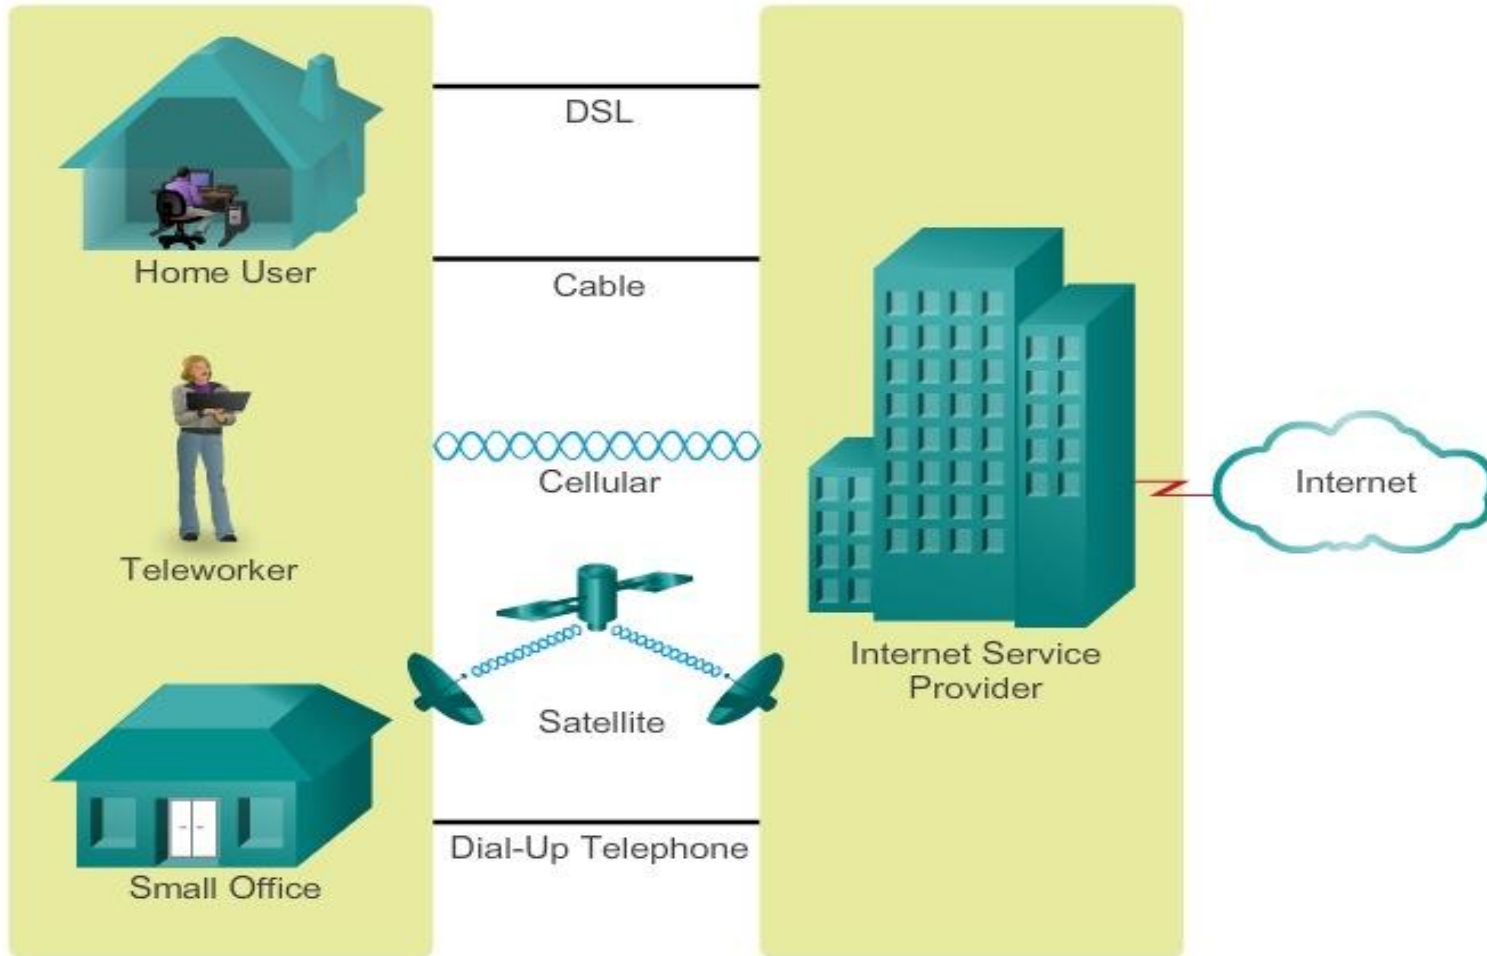 Home User
Teleworker
Small Office
DSL
Cable
Cellular
Satellite
Dial-Up Telephone
Internet Service
Provider
Internet